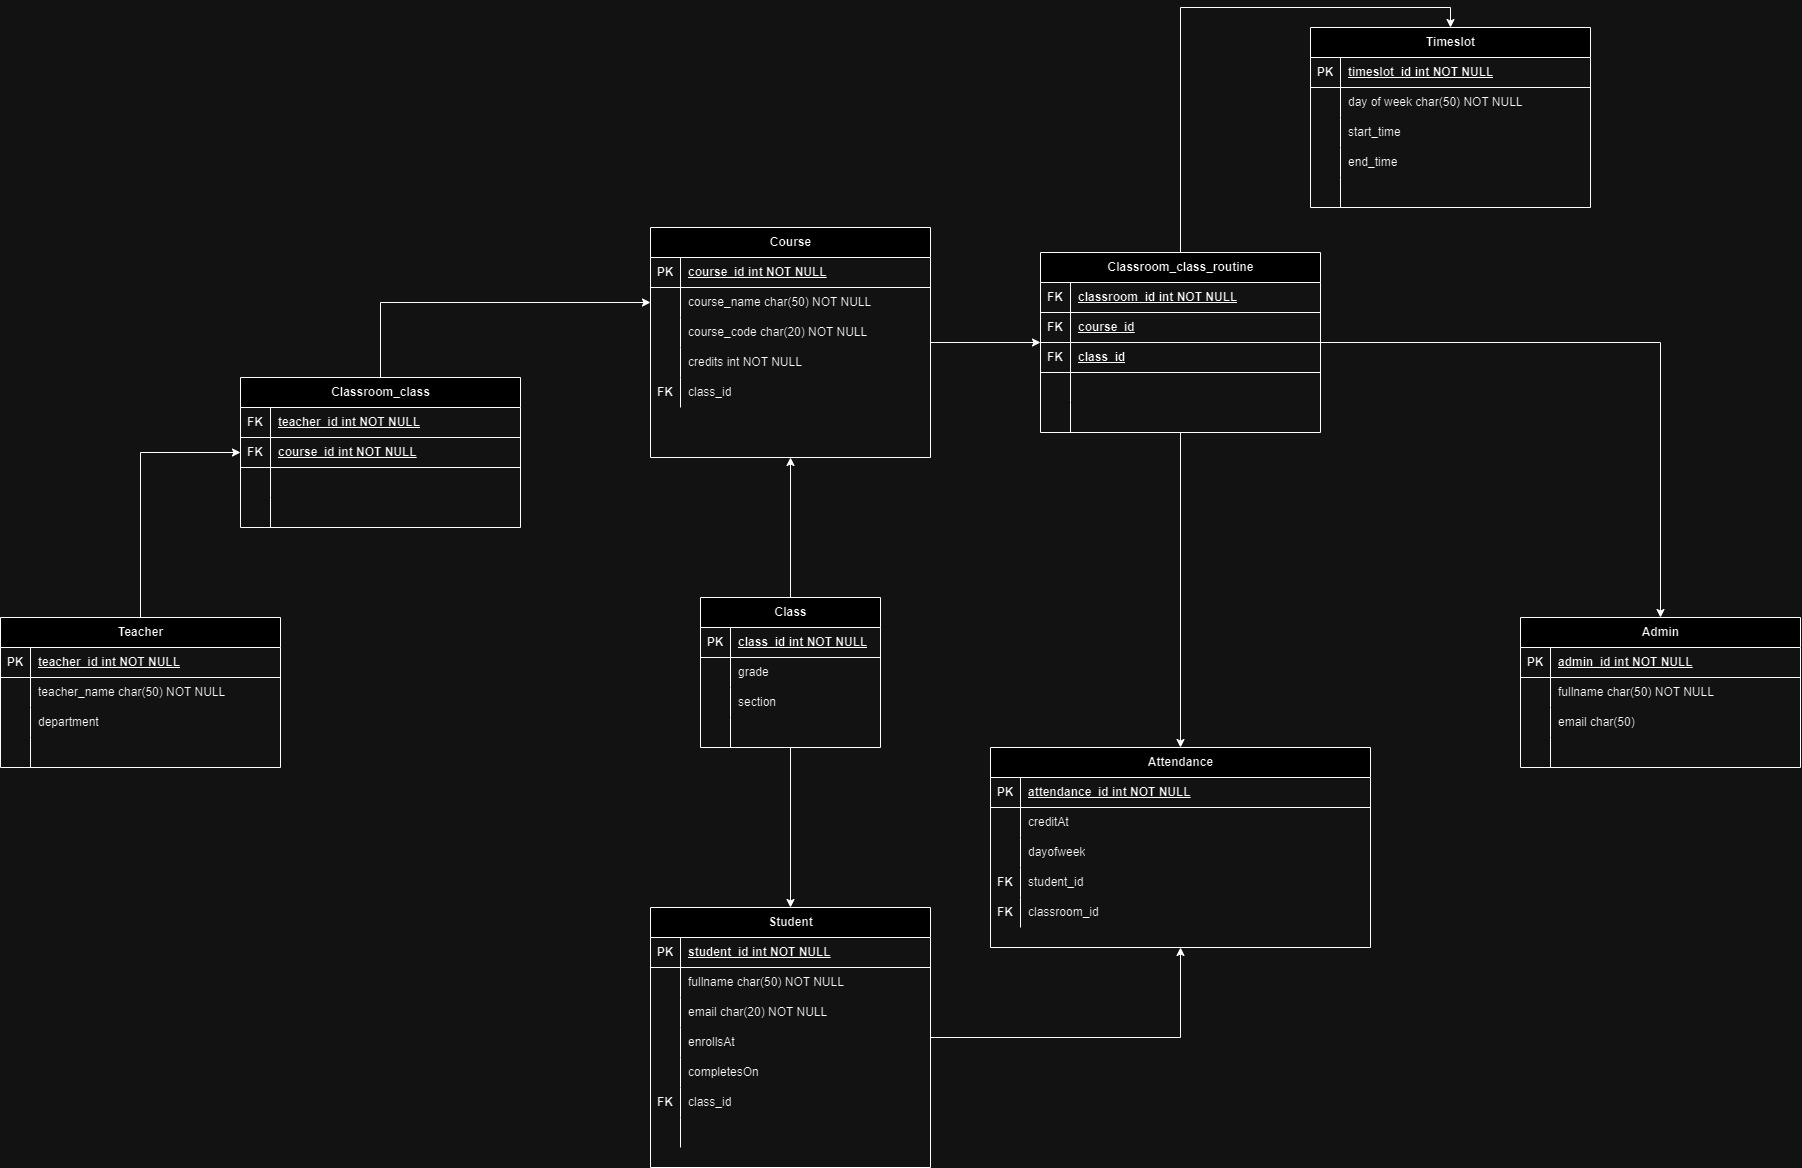 Timeslot
PK timeslot_id int NOT NULL
day of week char(50) NOT NULL
start_time
end_time
Course
PK course_id int NOT NULL
course_name char(50) NOT NULL
course_code char(20) NOT NULL
credits int NOT NULL
FK class_id
Classroom_class_routine
FK classroom_id int NOT NULL
FK course_id
FK class_id
Classroom_class
FK teacher_id int NOT NULL
FK course_id int NOT NULL
Teacher
PK teacher_id int NOT NULL
teacher_name char(50) NOT NULL
department
Class
PK class_id int NOT NULL
grade
section
Admin
PK admin_id int NOT NULL
fullname char(50) NOT NULL
email char(50)
Attendance
PK attendance_id int NOT NULL
creditAt
dayofweek
FK student_id
FK classroom_id
Student
PK student_id int NOT NULL
fullname char(50) NOT NULL
email char(20) NOT NULL
enrollsAt
completesOn
FK class_id